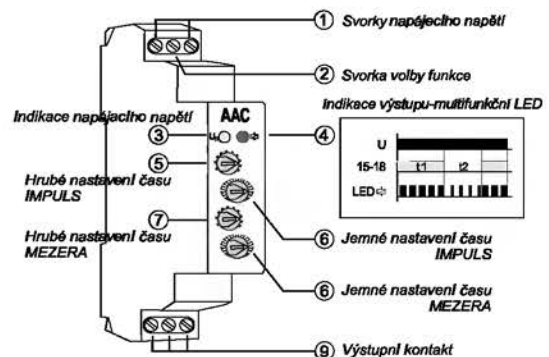 ① Svorky napájecího napětí
② Svorka volby funkce
Indikace napájacího napětí
AAC
Un
③
④
Indikace výstupu-multifunkční LED
U
15-18
t1
t2
LED
⑤
Hrubé nastavení času
IMPULS
⑦
Hrubé nastavení času
MEZERA
⑥ Jemné nastavení času
IMPULS
⑥ Jemné nastavení času
MEZERA
⑨ Výstupní kontakt